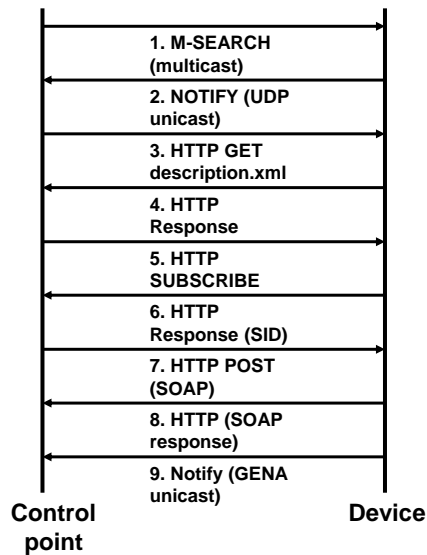 1. M-SEARCH
(multicast)
2. NOTIFY (UDP
unicast)
3. HTTP GET
description.xml
4. HTTP
Response
5. HTTP
SUBSCRIBE
6. HTTP
Response (SID)
7. HTTP POST
(SOAP)
8. HTTP (SOAP
response)
9. Notify (GENA
unicast)
Control
point
Device